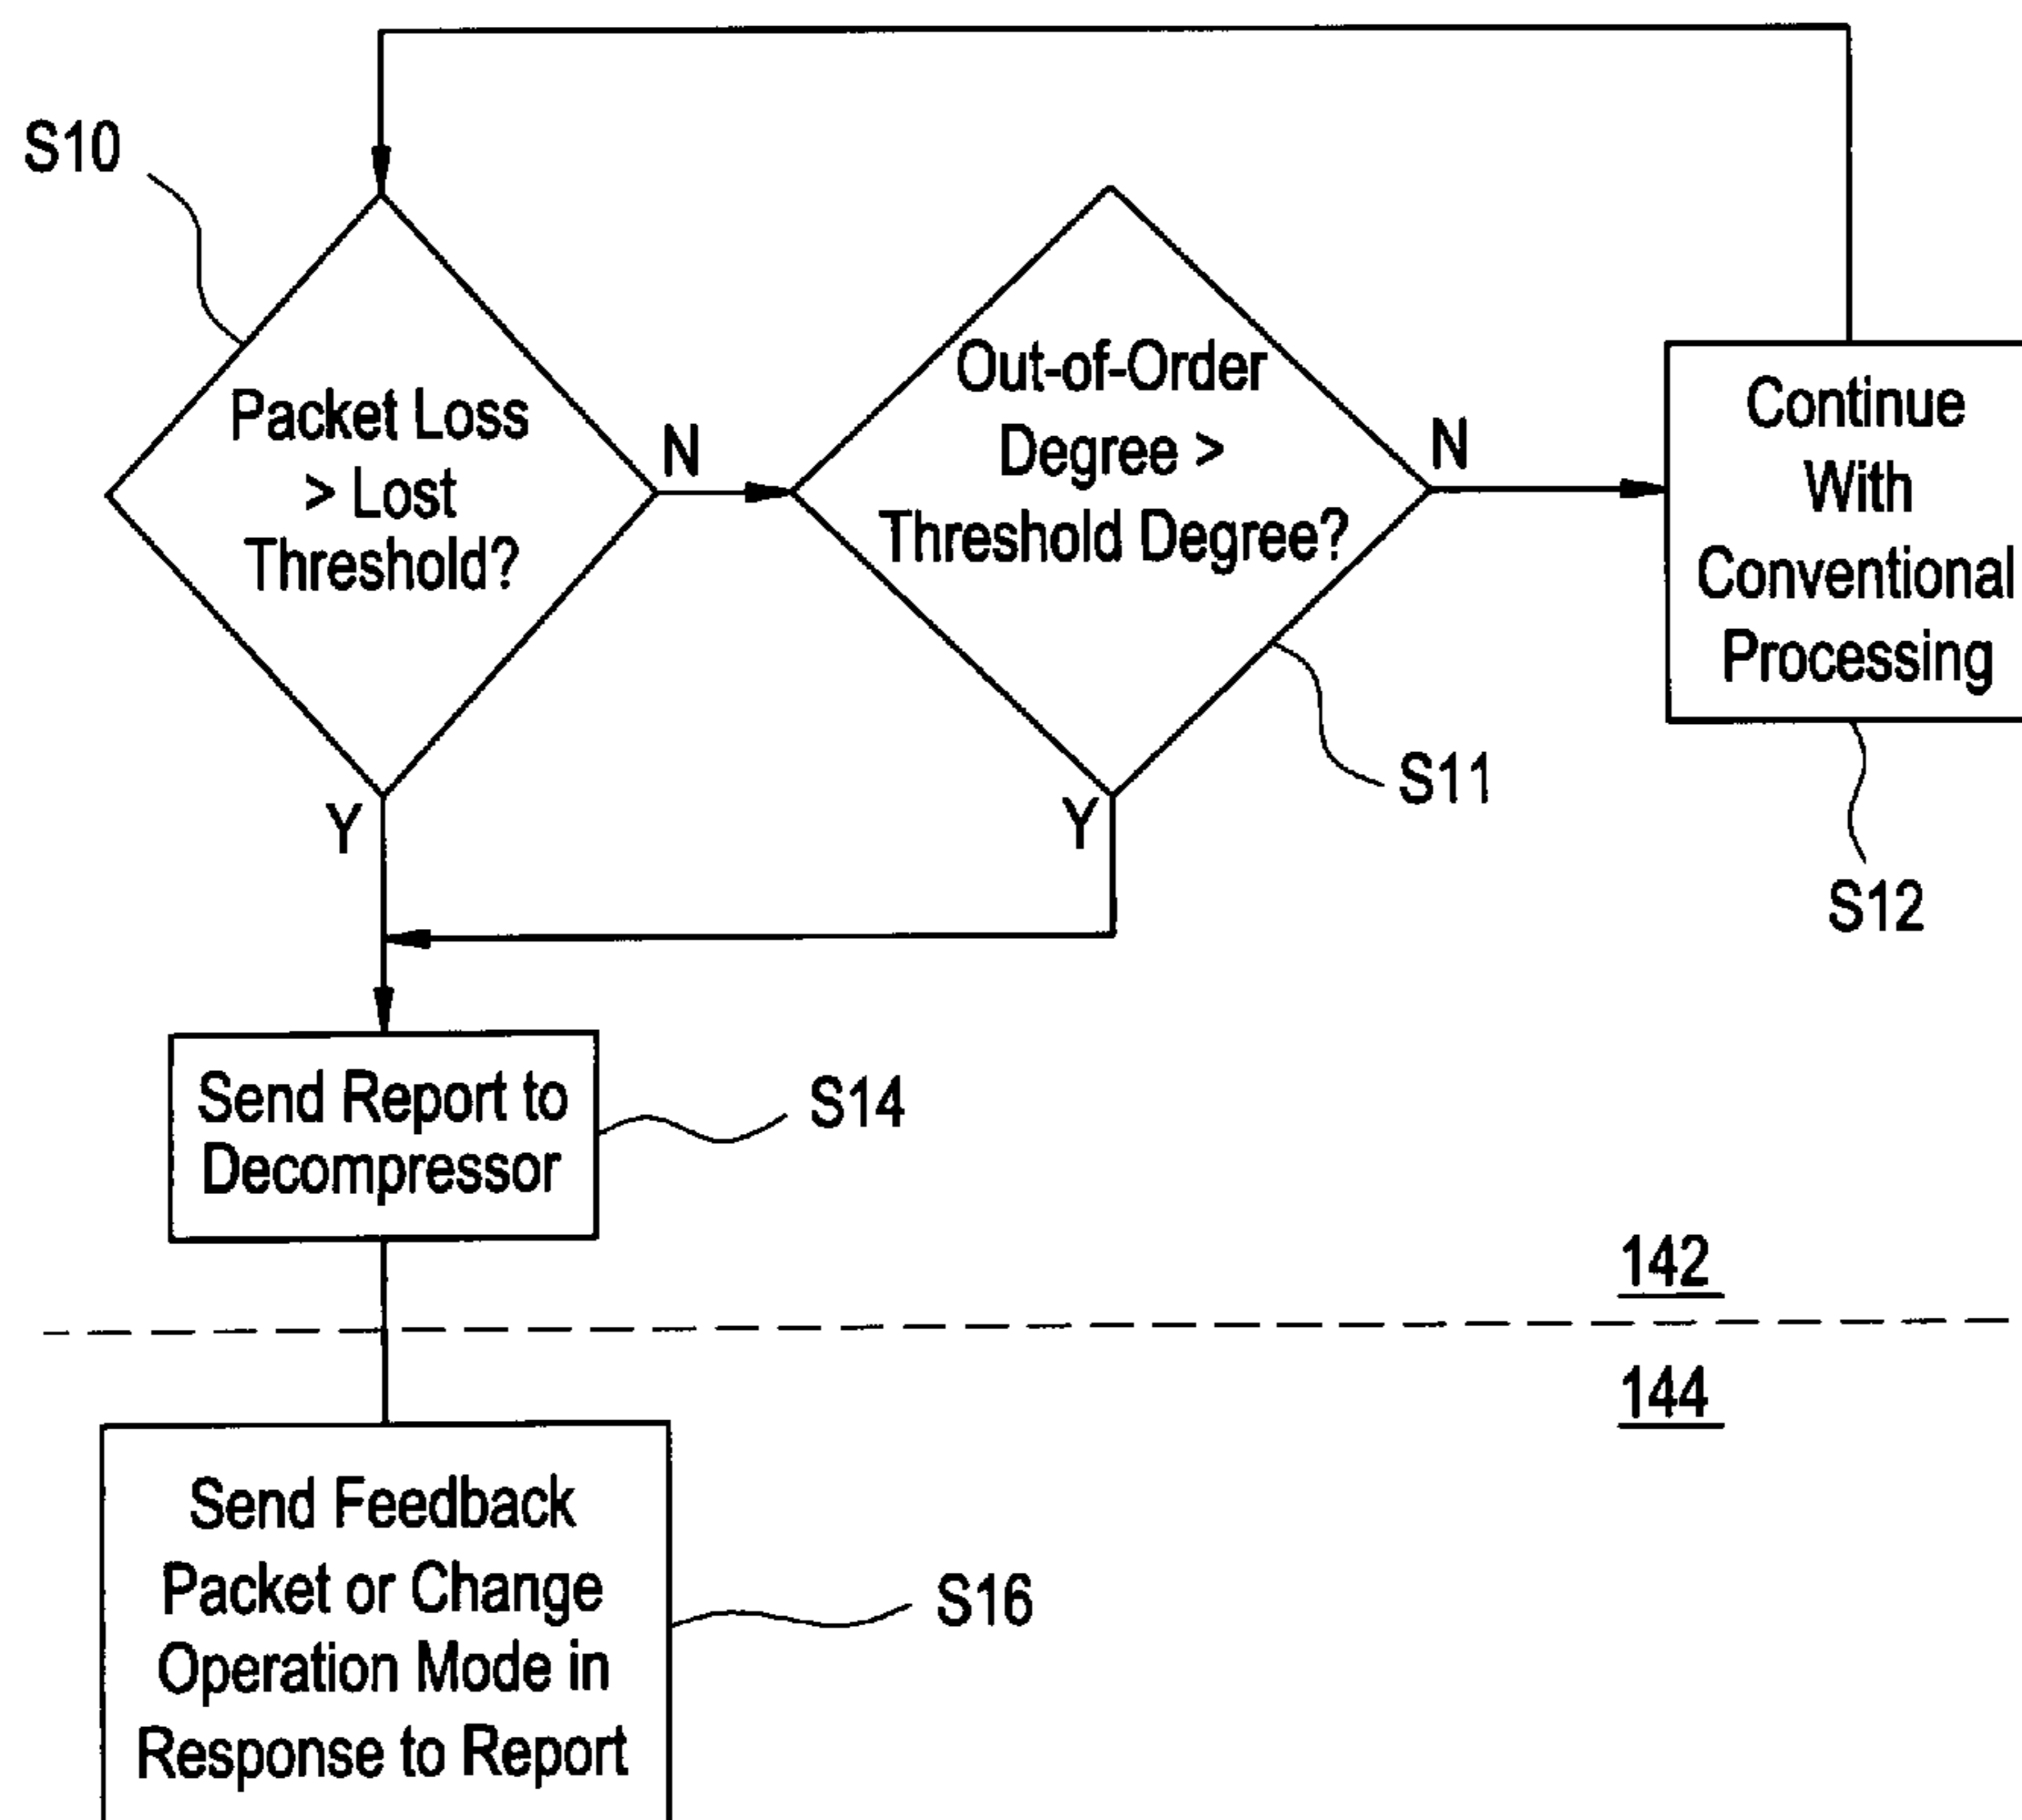 S10
Packet Loss
> Lost
Threshold?
N
Y
Out-of-Order
Degree >
Threshold Degree?
N
Y
S11
Continue
With
Conventional
Processing
S12
Send Report to
Decompressor
S14
142
144
Send Feedback
Packet or Change
Operation Mode in
Response to Report
S16